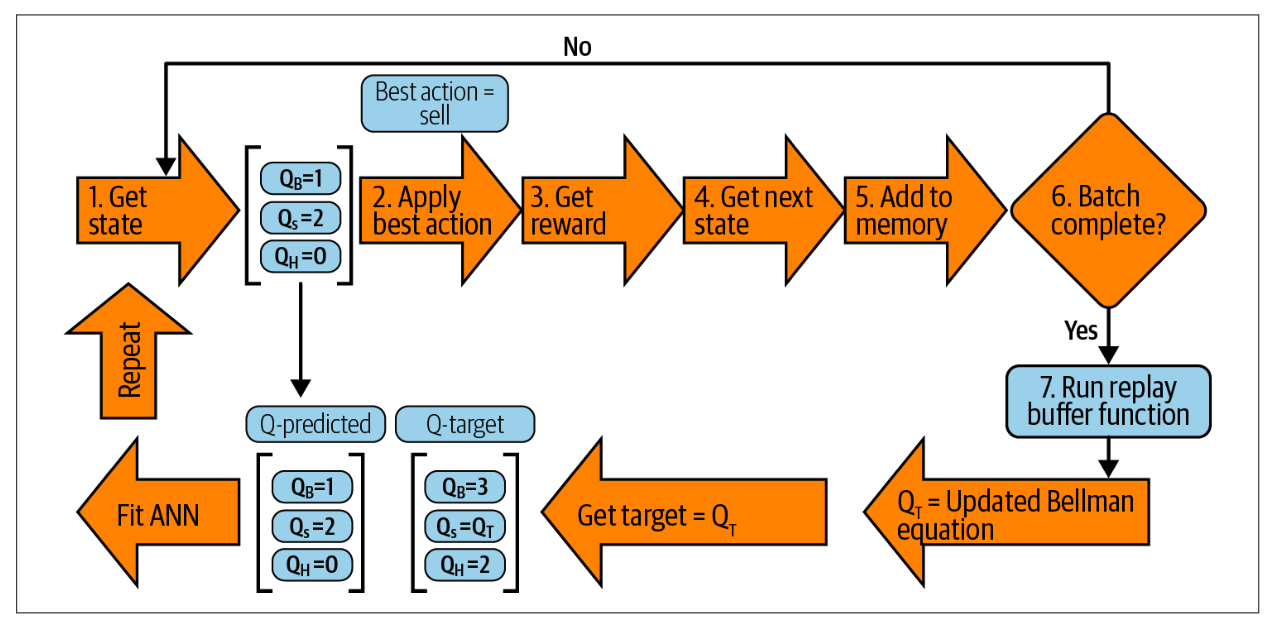 No
Best action =
sell
1. Get
state
Q_B=1
Q_s=2
Q_H=0
2. Apply
best action
3. Get
reward
4. Get next
state
5. Add to
memory
6. Batch
complete?
Yes
7. Run replay
buffer function
Repeat
Q-predicted
Q-target
Fit ANN
Q_B=1
Q_s=2
Q_H=0
Q_B=3
Q_s=Q_T
Q_H=2
Get target = Q_T
Q_T = Updated Bellman
equation